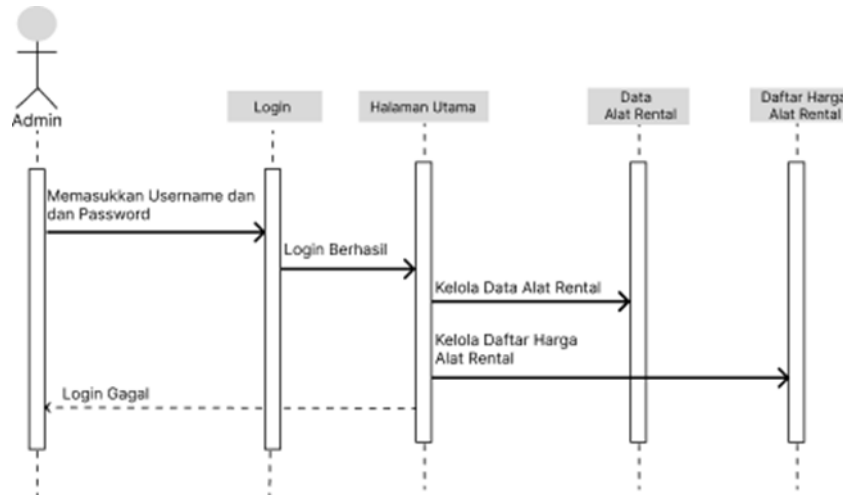 Admin
Login
Halaman Utama
Data
Alat Rental
Daftar Harga
Alat Rental
Memasukkan Username dan
dan Password
Login Berhasil
Kelola Data Alat Rental
Kelola Daftar Harga
Alat Rental
Login Gagal